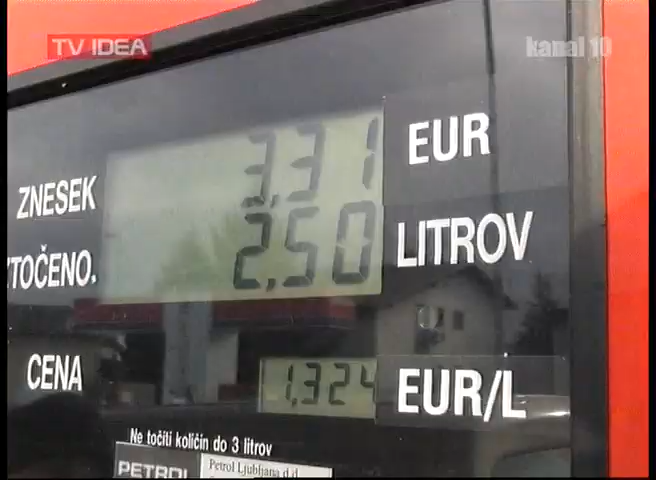 TV IDEA
kanal 10
ZNESEK 3,31 EUR
TOČENO. 2,50 LITROV
CENA 1,324 EUR/L
Ne točiti količin do 3 litrov
PETROL
Petrol Ljubljana d.d.